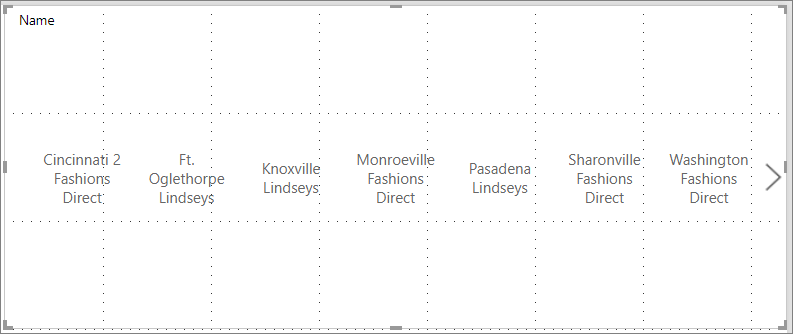 Name
Cincinnati 2
Fashions
Direct
Ft.
Oglethorpe
Lindseys
Knoxville
Lindseys
Monroeville
Fashions
Direct
Pasadena
Lindseys
Sharonville
Fashions
Direct
Washington
Fashions
Direct